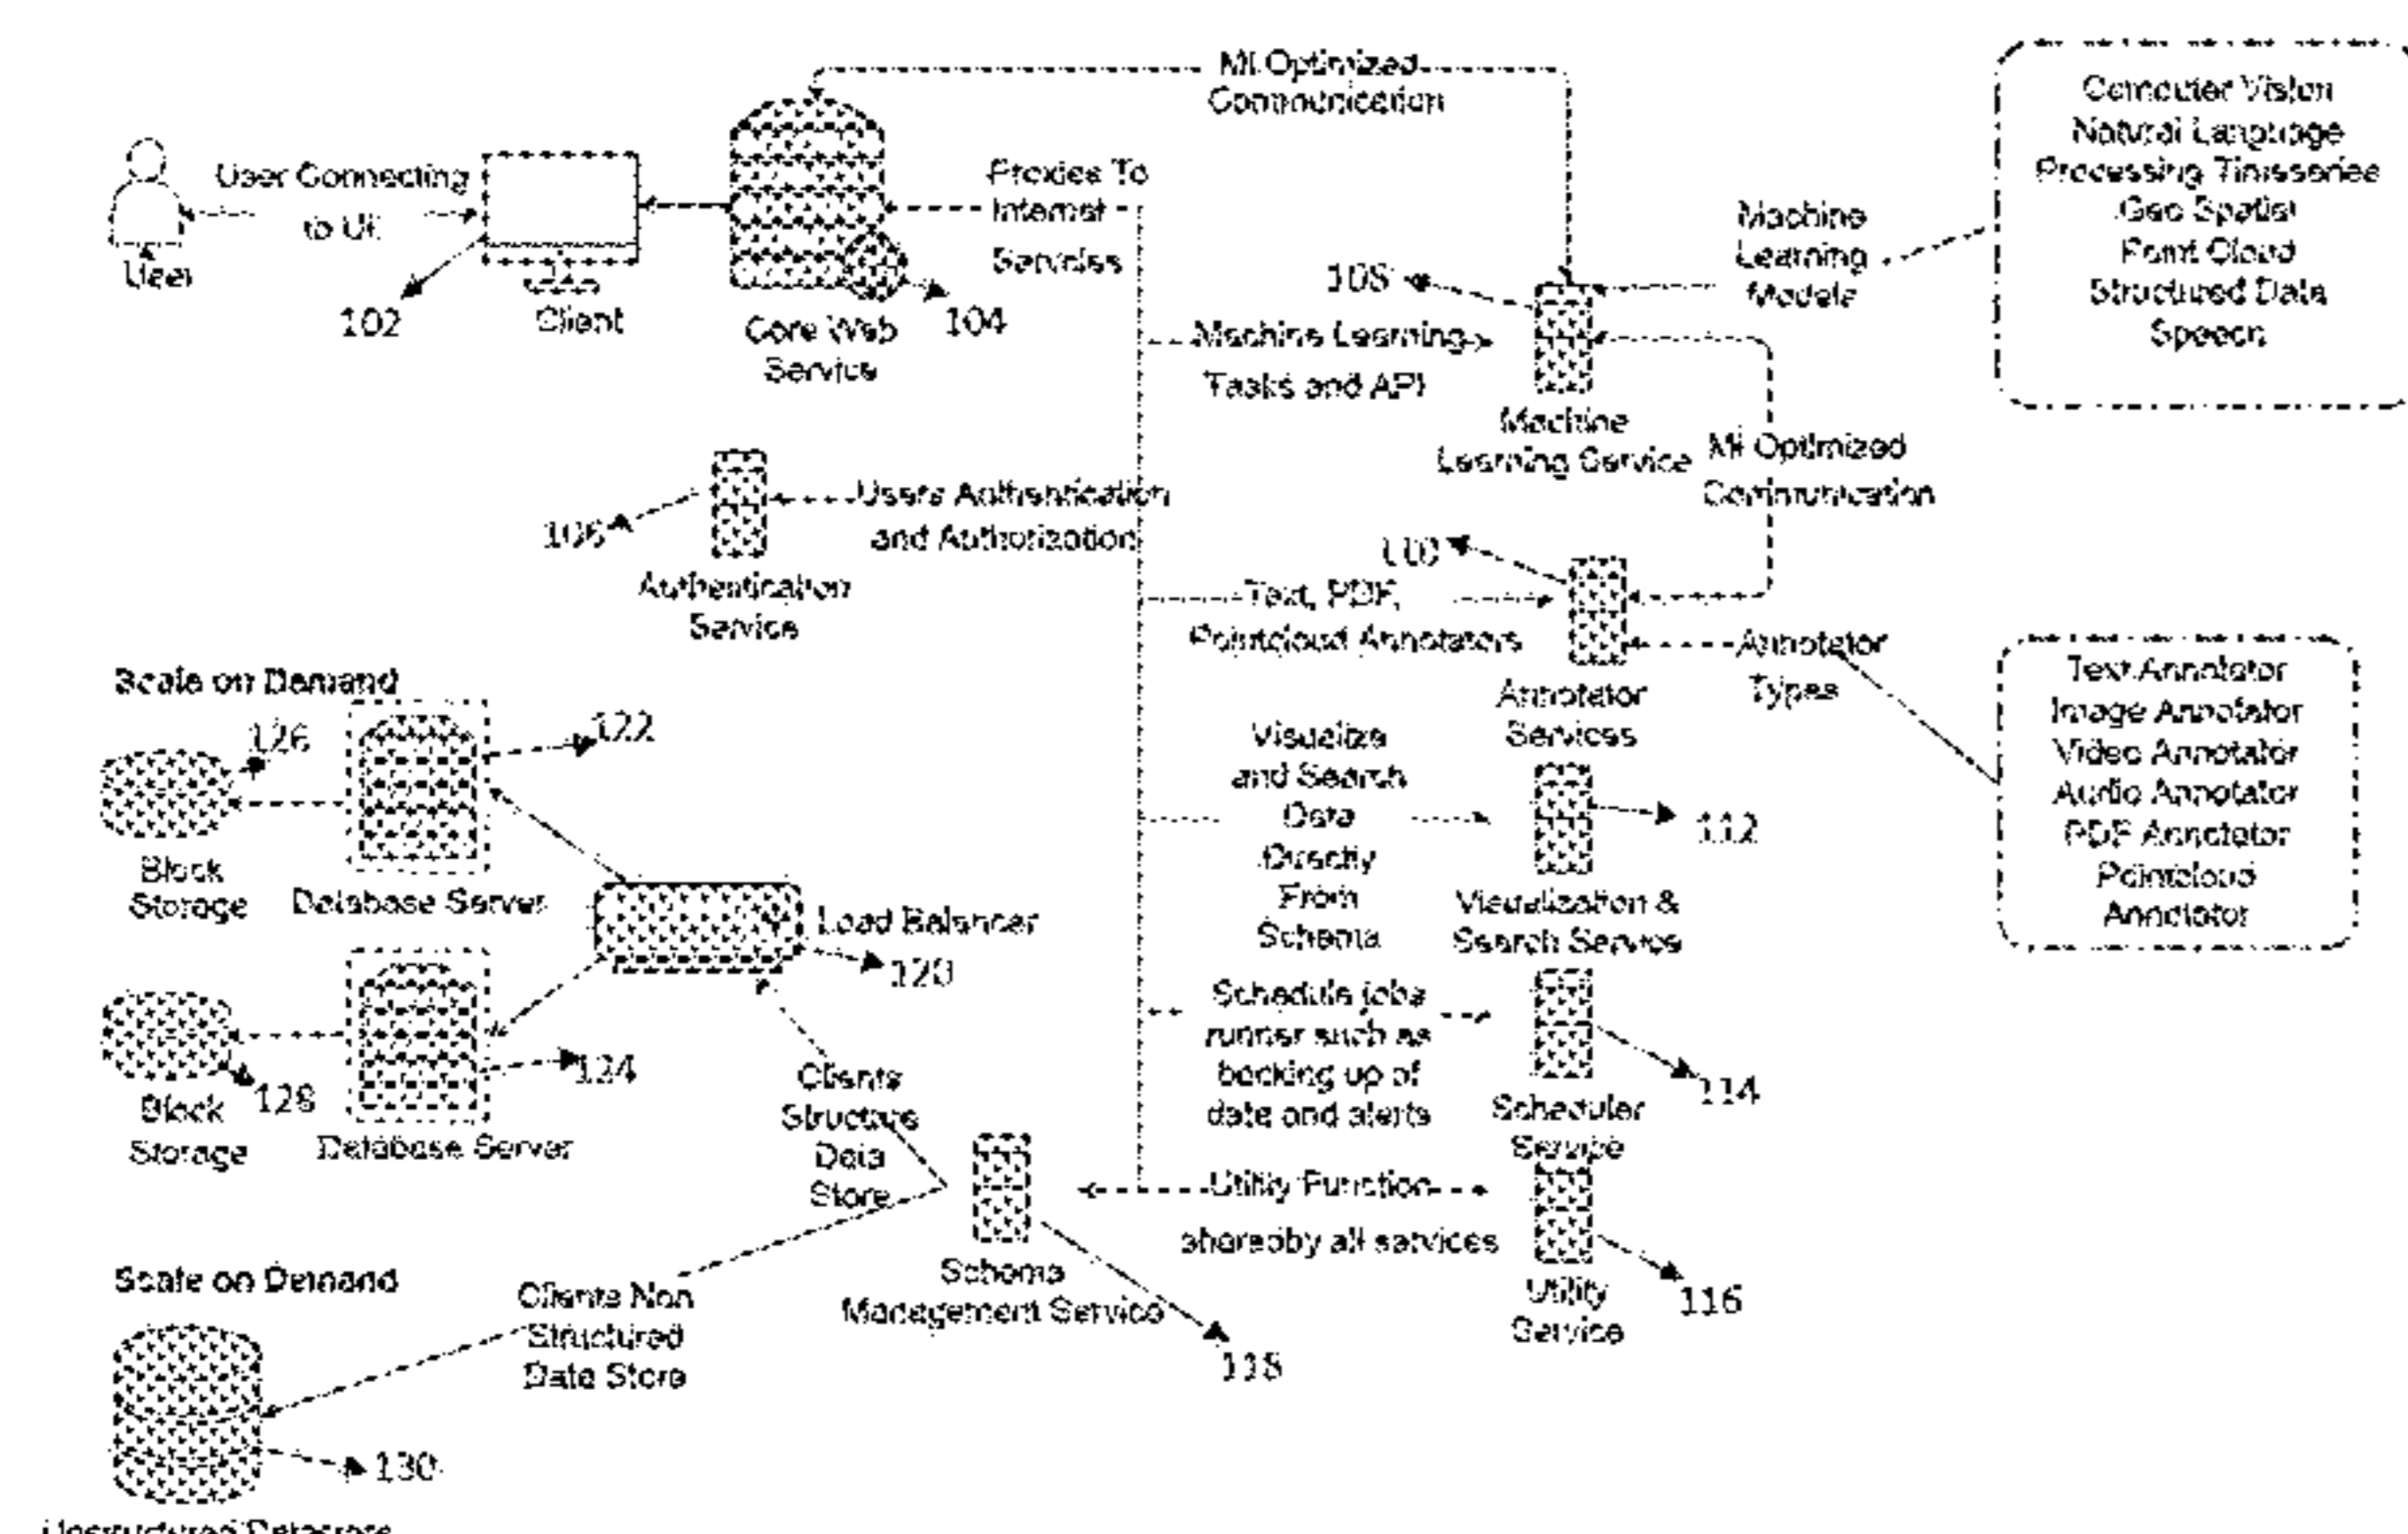 Ml Optimized
Communication
User Connecting
to UI
User
102
Client
Core Web
Service
104
Proxies To
Internal
Services
108
Machine Learning
Tasks and API
Machine
Learning Service
Machine
Learning
Models
Computer Vision
Natural Language
Processing Timeseries
Geo Spatial
Point Cloud
Structured Data
Speech
Ml Optimized
Communication
106
Authentication
Service
Users Authentication
and Authorization
110
Text, PDF,
Pointcloud Annotators
Annotator
Services
Annotator
Types
Text Annotator
Image Annotator
Video Annotator
Audio Annotator
PDF Annotator
Pointcloud
Annotator
Scale on Demand
126
122
Block
Storage
Database Server
Load Balancer
120
128
124
Block
Storage
Database Server
Visualize
and Search
Data
Directly
From
Schema
112
Visualization &
Search Service
Schedule jobs
runner such as
backing up of
date and alerts
114
Scheduler
Service
Clients
Structure
Data
Store
Utility Function
sharedby all services
116
Utility
Service
Schema
Management Service
118
Scale on Demand
Clients Non
Structured
Date Store
130